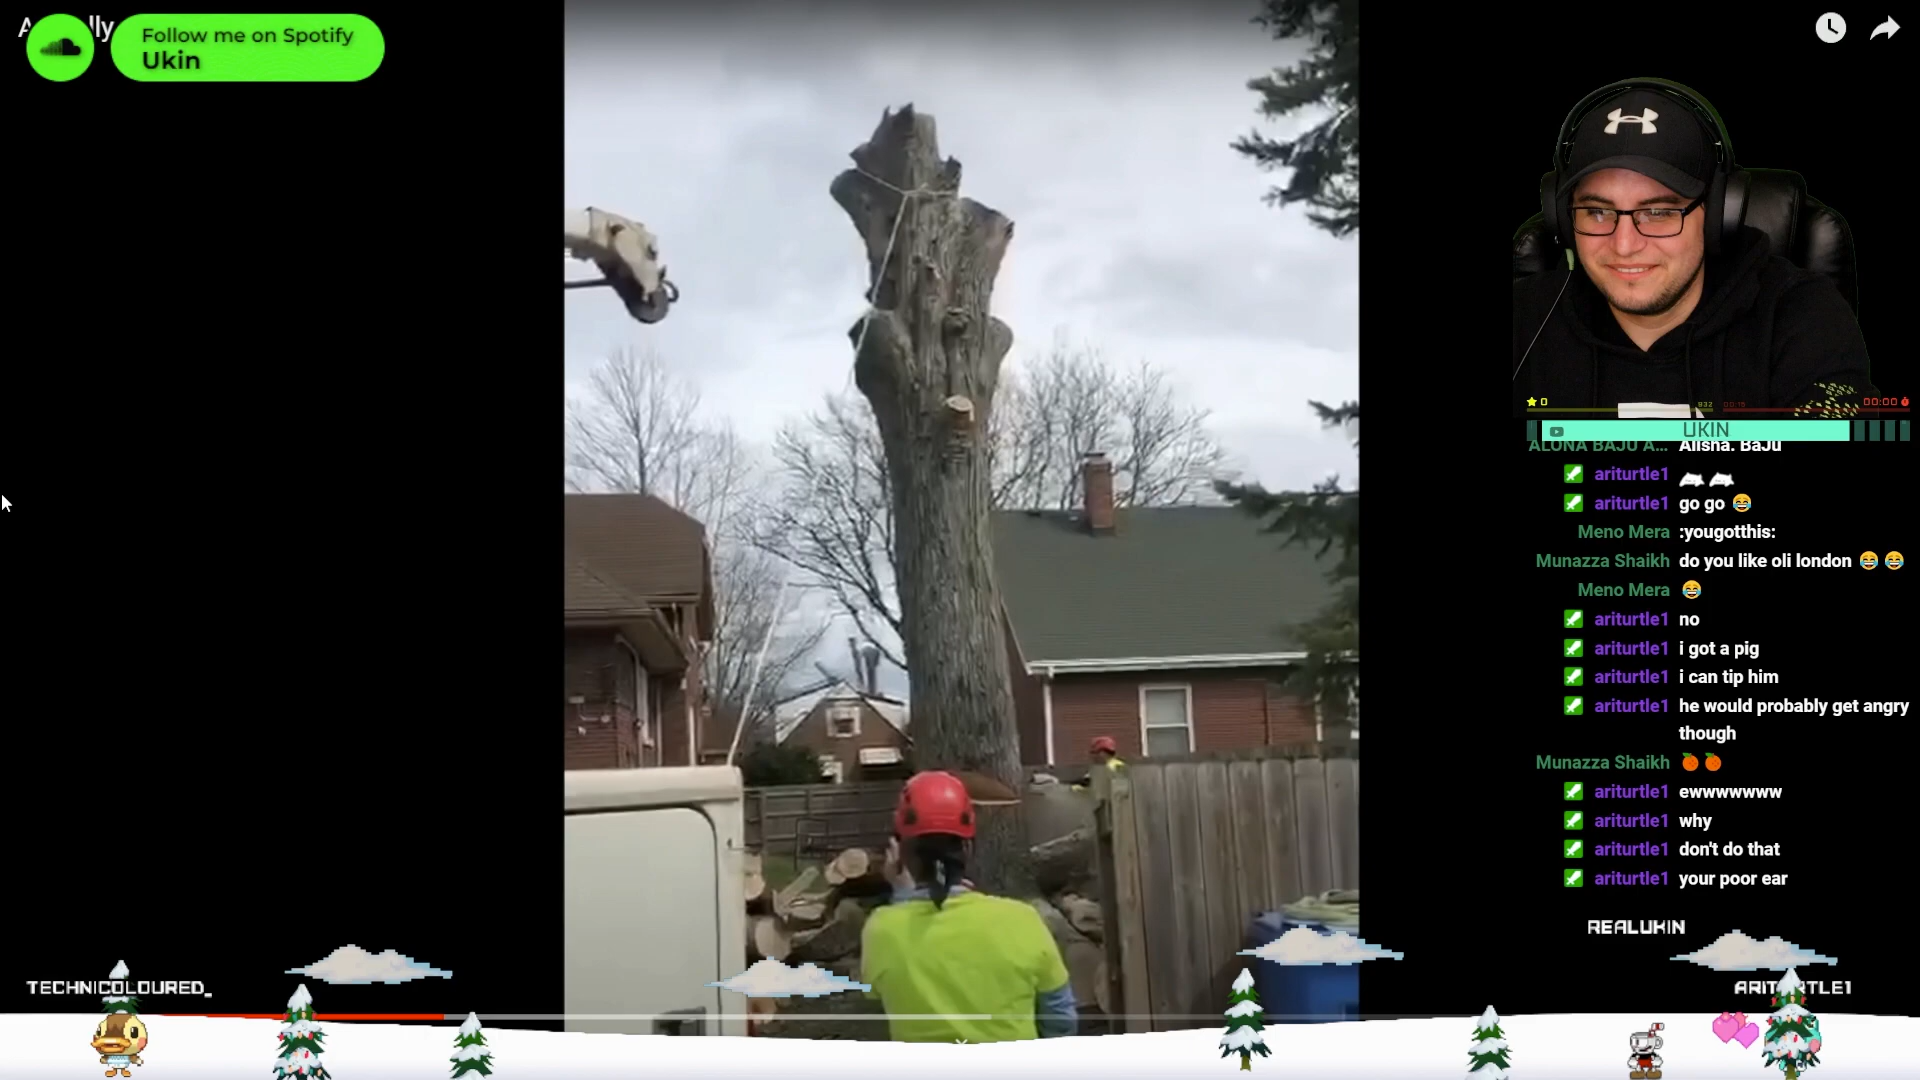 Follow me on Spotify
Ukin
UKIN
ALONA BAJU A... Alisha. BaJu
ariturtle1
ariturtle1 go go 😂
Meno Mera :yougotthis:
Munazza Shaikh do you like oli london 😂 😂
Meno Mera 😂
ariturtle1 no
ariturtle1 i got a pig
ariturtle1 i can tip him
ariturtle1 he would probably get angry
though
Munazza Shaikh 🍊 🍊
ariturtle1 ewwwwwww
ariturtle1 why
ariturtle1 don't do that
ariturtle1 your poor ear
REALUKIN
TECHNICOLOURED_